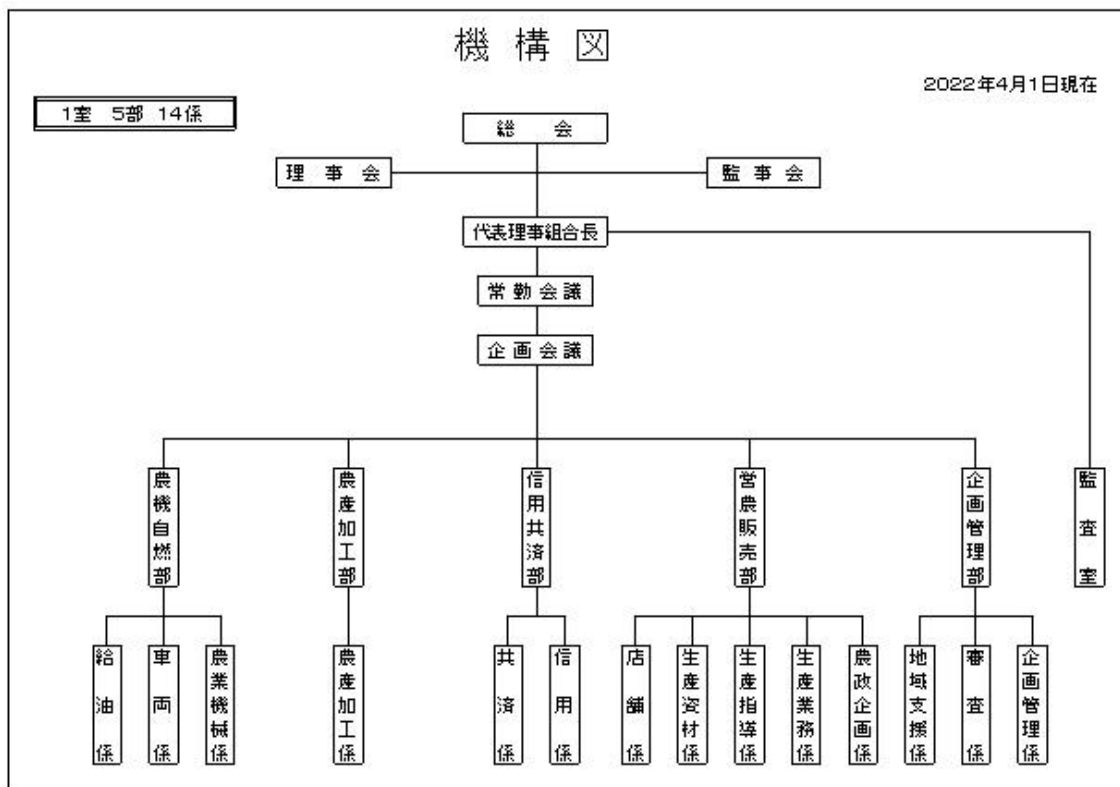 機構図
2022年4月1日現在
1室 5部 14係
総会
理事会
監事会
代表理事組合長
常勤会議
企画会議
農機自燃部
農産加工部
信用共済部
営農販売部
企画管理部
監査室
給油係
車両係
農業機械係
農産加工係
共済係
信用係
店舗係
生産資材係
生産指導係
生産業務係
農政企画係
地域支援係
審査係
企画管理係